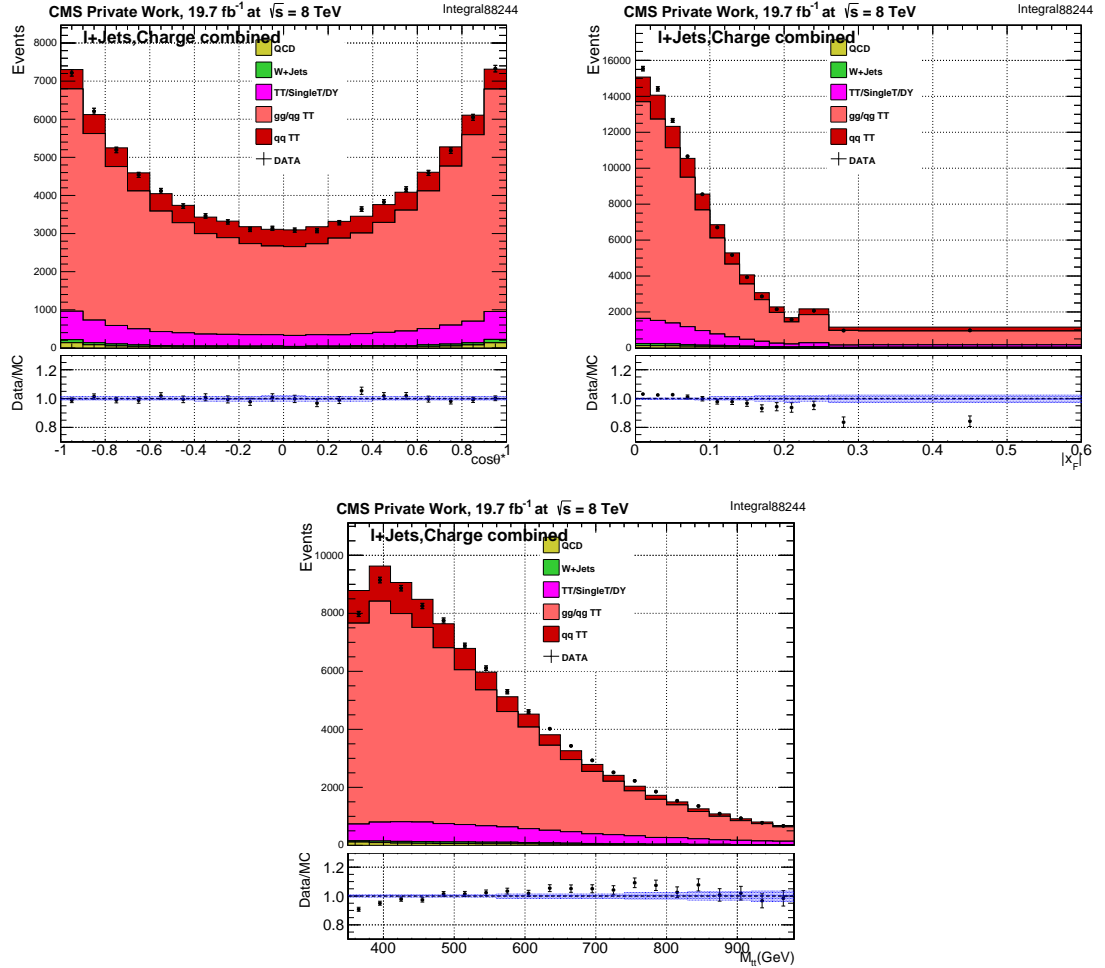 CMS Private Work, 19.7 fb⁻¹ at √s = 8 TeV
Integral88244
l+Jets,Charge combined
Events
8000
7000
6000
5000
4000
3000
2000
1000
0
QCD
W+Jets
TT/SingleT/DY
gg/qg TT
qq TT
DATA
Data/MC
1.2
1.0
0.8
-1 -0.8 -0.6 -0.4 -0.2 0 0.2 0.4 0.6 0.8 1
cosθ*
CMS Private Work, 19.7 fb⁻¹ at √s = 8 TeV
Integral88244
l+Jets,Charge combined
Events
18000
16000
14000
12000
10000
8000
6000
4000
2000
0
QCD
W+Jets
TT/SingleT/DY
gg/qg TT
qq TT
DATA
Data/MC
1.2
1.0
0.8
0 0.1 0.2 0.3 0.4 0.5 0.6
|x_F|
CMS Private Work, 19.7 fb⁻¹ at √s = 8 TeV
Integral88244
l+Jets,Charge combined
Events
10000
8000
6000
4000
2000
0
QCD
W+Jets
TT/SingleT/DY
gg/qg TT
qq TT
DATA
Data/MC
1.2
1.0
0.8
400 500 600 700 800 900
M_tt(GeV)